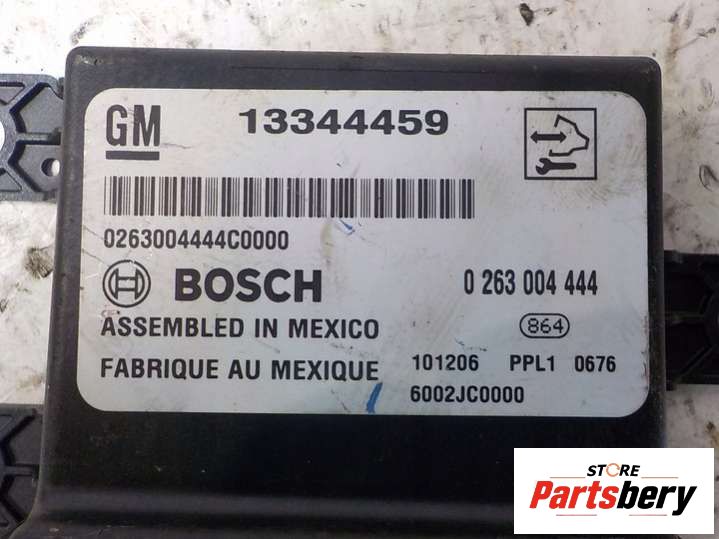 GM 13344459
0263004444C0000
BOSCH 0 263 004 444
ASSEMBLED IN MEXICO 864
FABRIQUE AU MEXIQUE 101206 PPL1 0676
6002JC0000
STORE
Partsbery